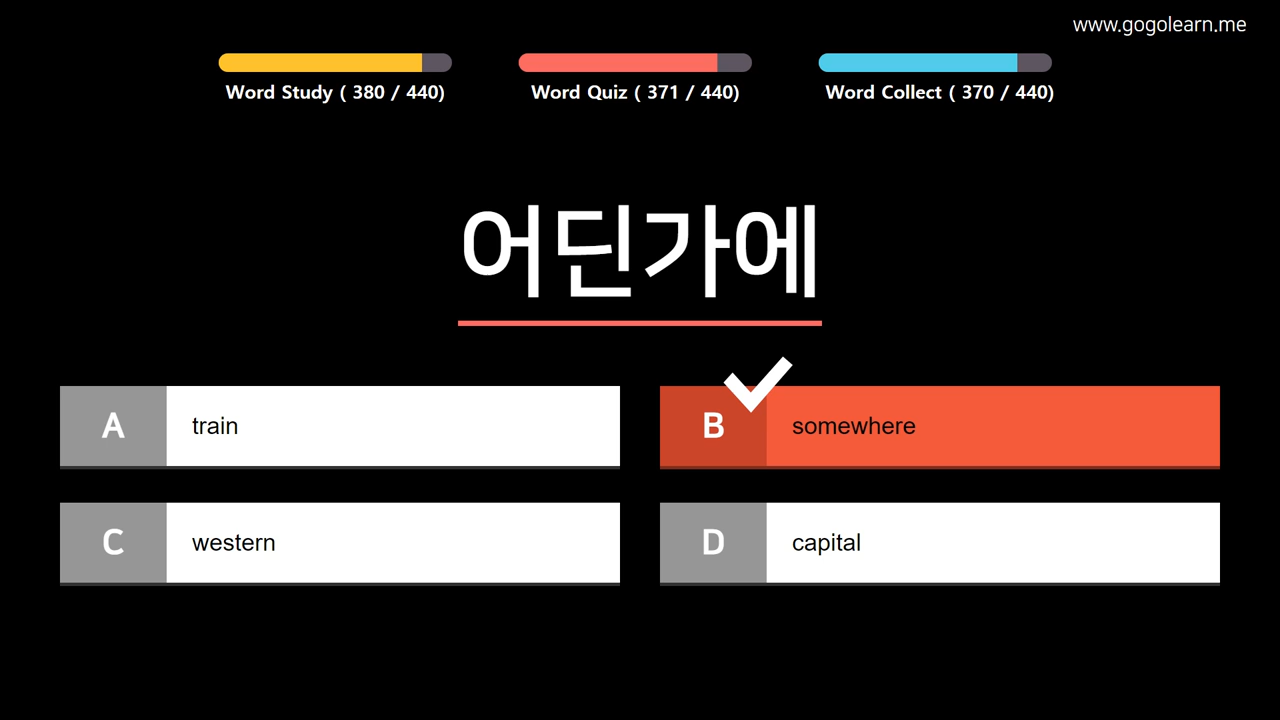 www.gogolearn.me
Word Study ( 380 / 440)
Word Quiz ( 371 / 440)
Word Collect ( 370 / 440)
어딘가에
A train
B somewhere
C western
D capital